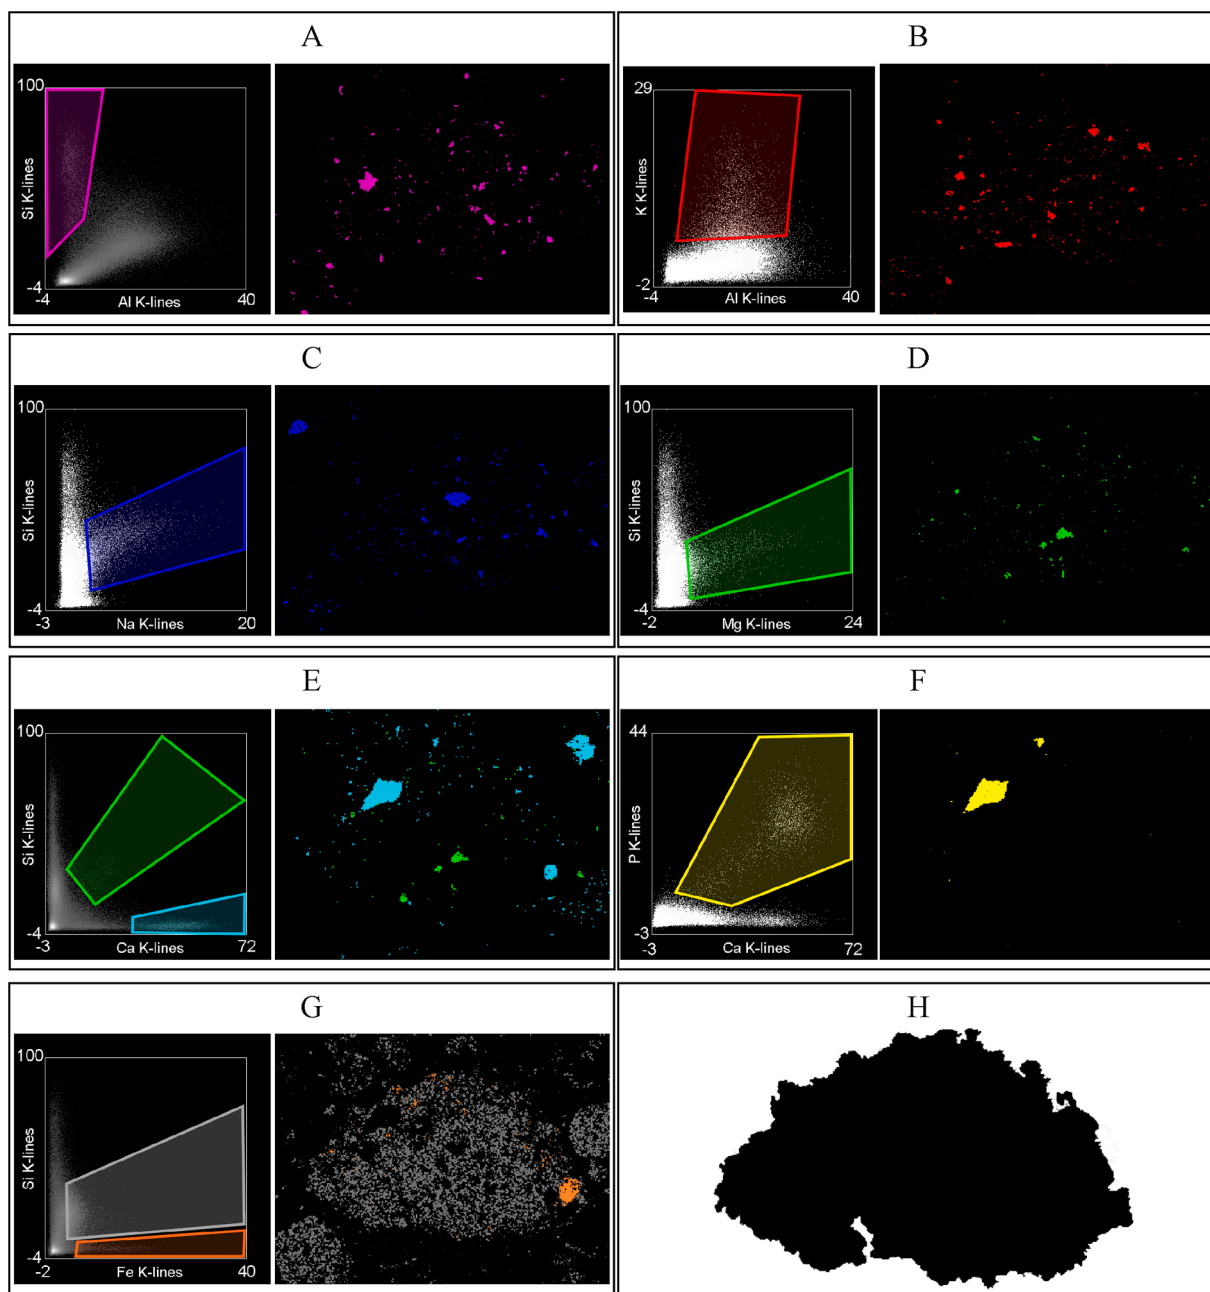 A
100
Si K-lines
-4
-4
Al K-lines
40
B
29
K K-lines
-2
-4
Al K-lines
40
C
100
Si K-lines
-4
-3
Na K-lines
20
D
100
Si K-lines
-4
-2
Mg K-lines
24
E
100
Si K-lines
-3
-3
Ca K-lines
72
F
44
P K-lines
-3
-3
Ca K-lines
72
G
100
Si K-lines
-4
-2
Fe K-lines
40
H